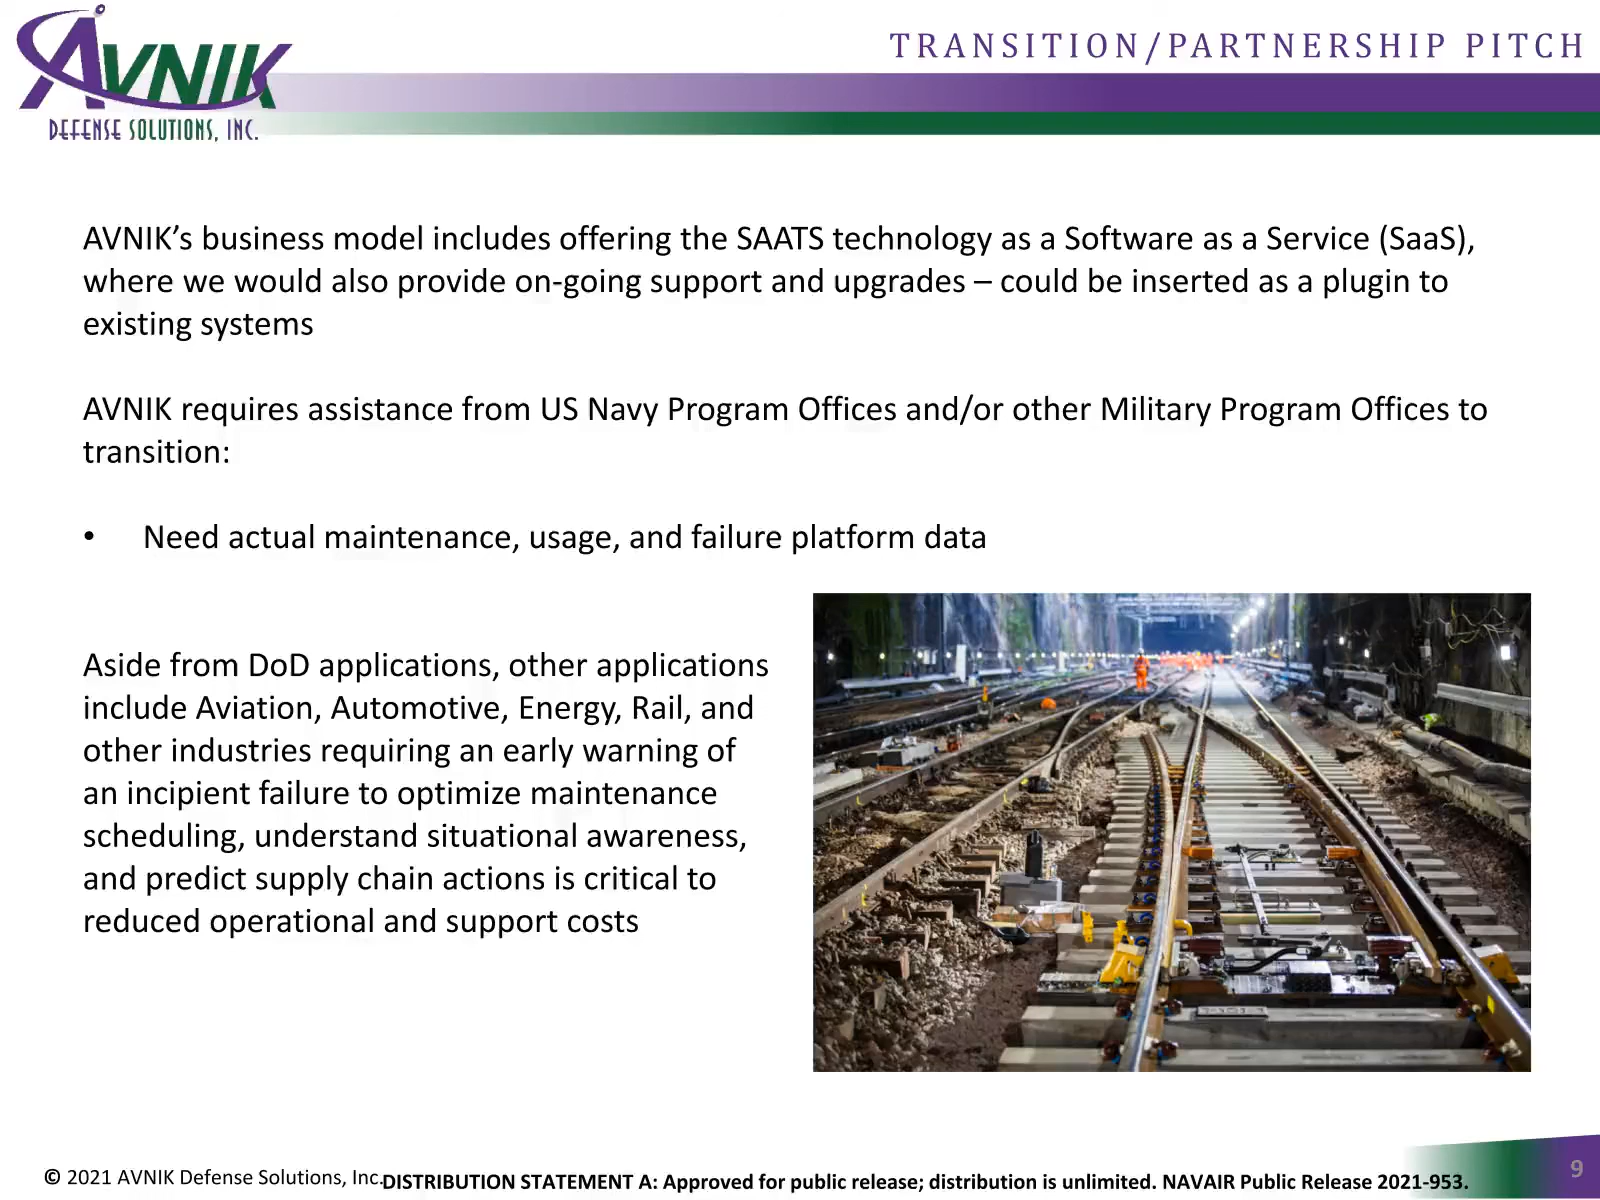 AVNIK
DEFENSE SOLUTIONS, INC.
TRANSITION/PARTNERSHIP PITCH
AVNIK’s business model includes offering the SAATS technology as a Software as a Service (SaaS),
where we would also provide on-going support and upgrades – could be inserted as a plugin to
existing systems
AVNIK requires assistance from US Navy Program Offices and/or other Military Program Offices to
transition:
• Need actual maintenance, usage, and failure platform data
Aside from DoD applications, other applications
include Aviation, Automotive, Energy, Rail, and
other industries requiring an early warning of
an incipient failure to optimize maintenance
scheduling, understand situational awareness,
and predict supply chain actions is critical to
reduced operational and support costs
© 2021 AVNIK Defense Solutions, Inc.
DISTRIBUTION STATEMENT A: Approved for public release; distribution is unlimited. NAVAIR Public Release 2021-953.
9